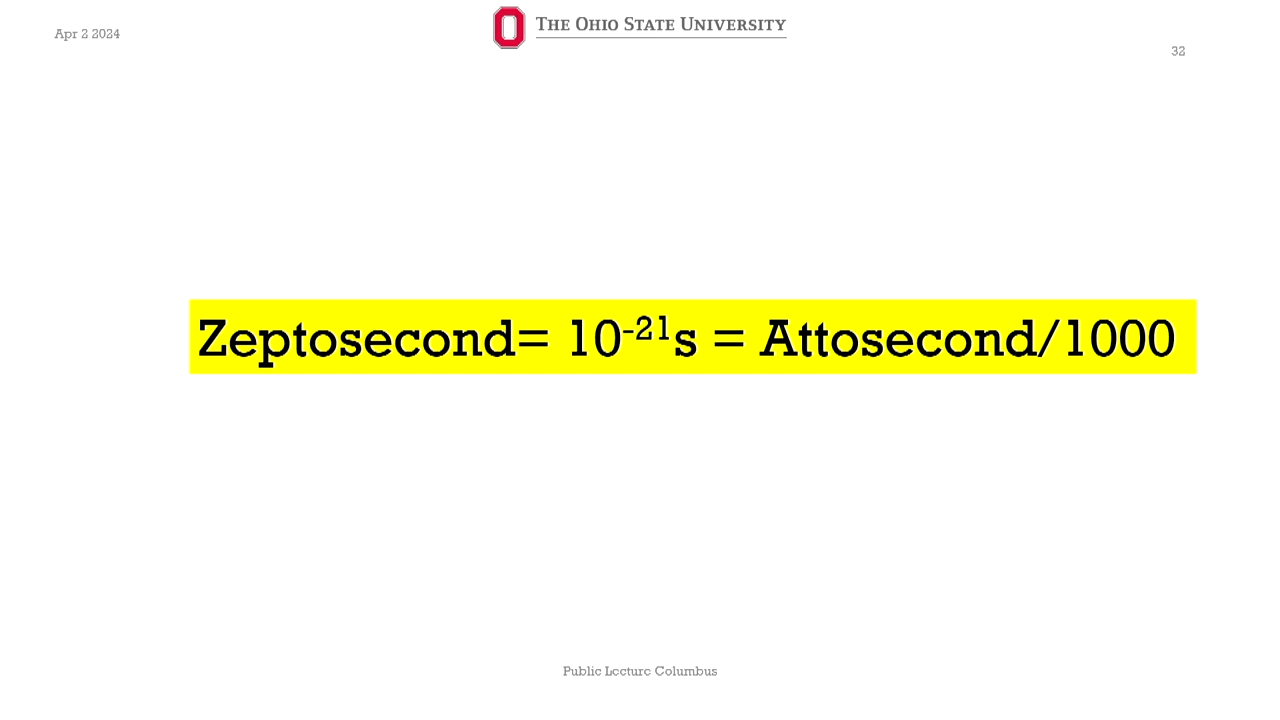 Apr 2 2024
THE OHIO STATE UNIVERSITY
32
Zeptosecond= 10⁻²¹s = Attosecond/1000
Public Lecture Columbus